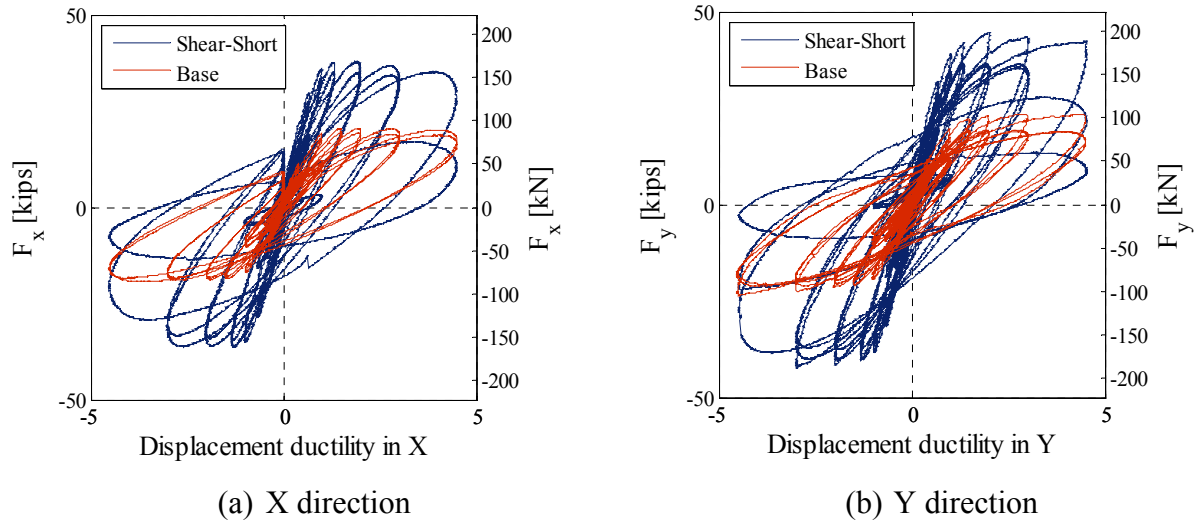 50
Shear-Short
Base
F_x [kips]
0
-50
-5
0
5
Displacement ductility in X
200
150
100
50
0
-50
-100
-150
-200
F_x [kN]
(a) X direction
50
Shear-Short
Base
F_y [kips]
0
-50
-5
0
5
Displacement ductility in Y
200
150
100
50
0
-50
-100
-150
-200
F_y [kN]
(b) Y direction